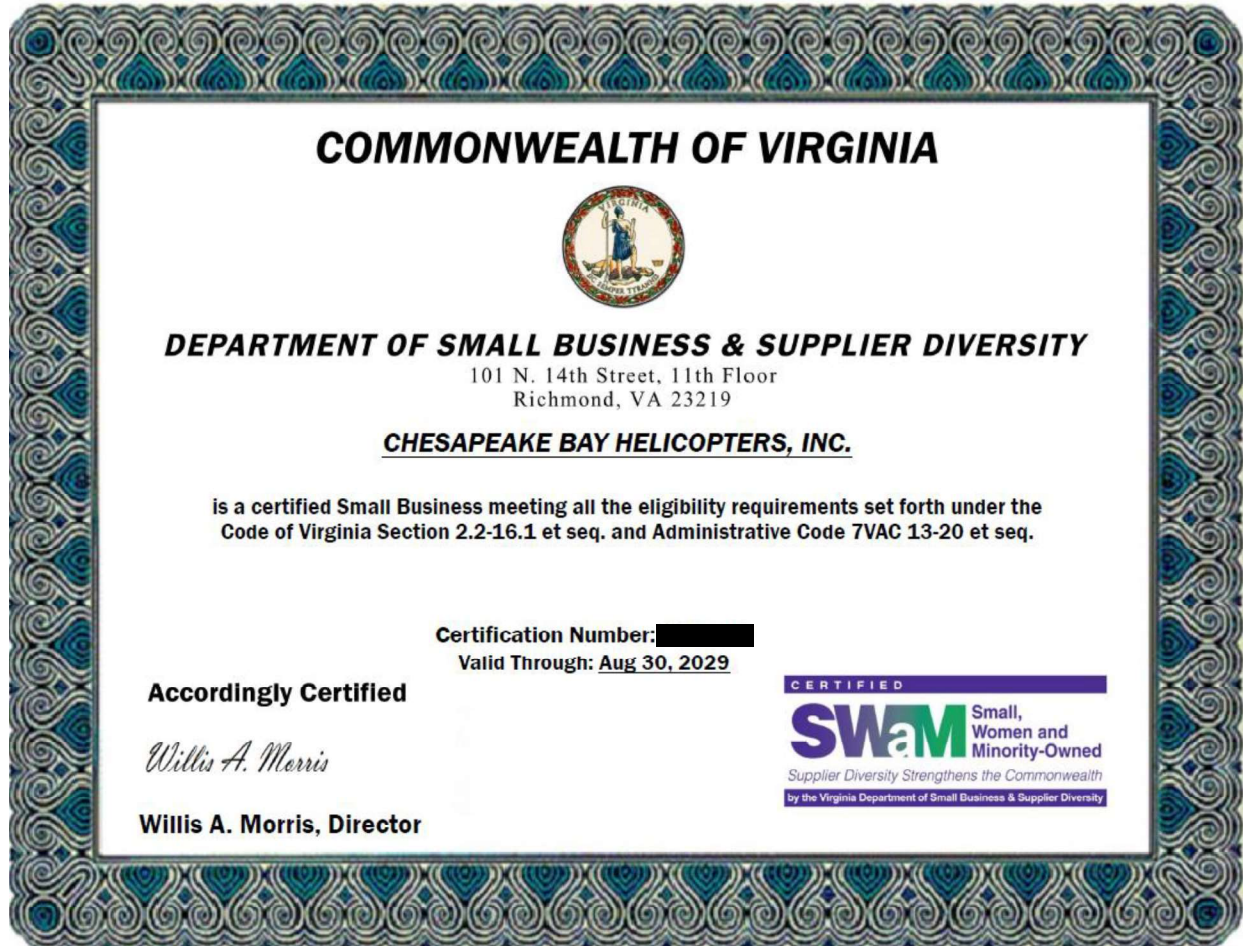 COMMONWEALTH OF VIRGINIA
VIRGINIA
SIC SEMPER TYRANNIS
DEPARTMENT OF SMALL BUSINESS & SUPPLIER DIVERSITY
101 N. 14th Street, 11th Floor
Richmond, VA 23219
CHESAPEAKE BAY HELICOPTERS, INC.
is a certified Small Business meeting all the eligibility requirements set forth under the
Code of Virginia Section 2.2-16.1 et seq. and Administrative Code 7VAC 13-20 et seq.
Certification Number:
Valid Through: Aug 30, 2029
Accordingly Certified
Willis A. Morris
Willis A. Morris, Director
CERTIFIED
SWaM
Small,
Women and
Minority-Owned
Supplier Diversity Strengthens the Commonwealth
by the Virginia Department of Small Business & Supplier Diversity